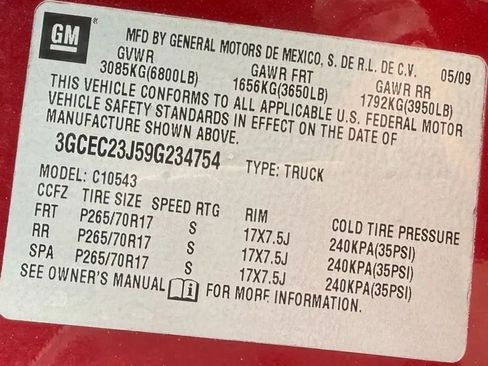 GM
MFD BY GENERAL MOTORS DE MEXICO, S. DE R.L. DE C.V. 05/09
GVWR GAWR FRT GAWR RR
3085KG(6800LB) 1656KG(3650LB) 1792KG(3950LB)
THIS VEHICLE CONFORMS TO ALL APPLICABLE U.S. FEDERAL MOTOR
VEHICLE SAFETY STANDARDS IN EFFECT ON THE DATE OF
MANUFACTURE SHOWN ABOVE.
3GCEC23J59G234754 TYPE: TRUCK
MODEL: C10543
CCFZ TIRE SIZE SPEED RTG RIM COLD TIRE PRESSURE
FRT P265/70R17 S 17X7.5J 240KPA(35PSI)
RR P265/70R17 S 17X7.5J 240KPA(35PSI)
SPA P265/70R17 S 17X7.5J 240KPA(35PSI)
SEE OWNER'S MANUAL FOR MORE INFORMATION.